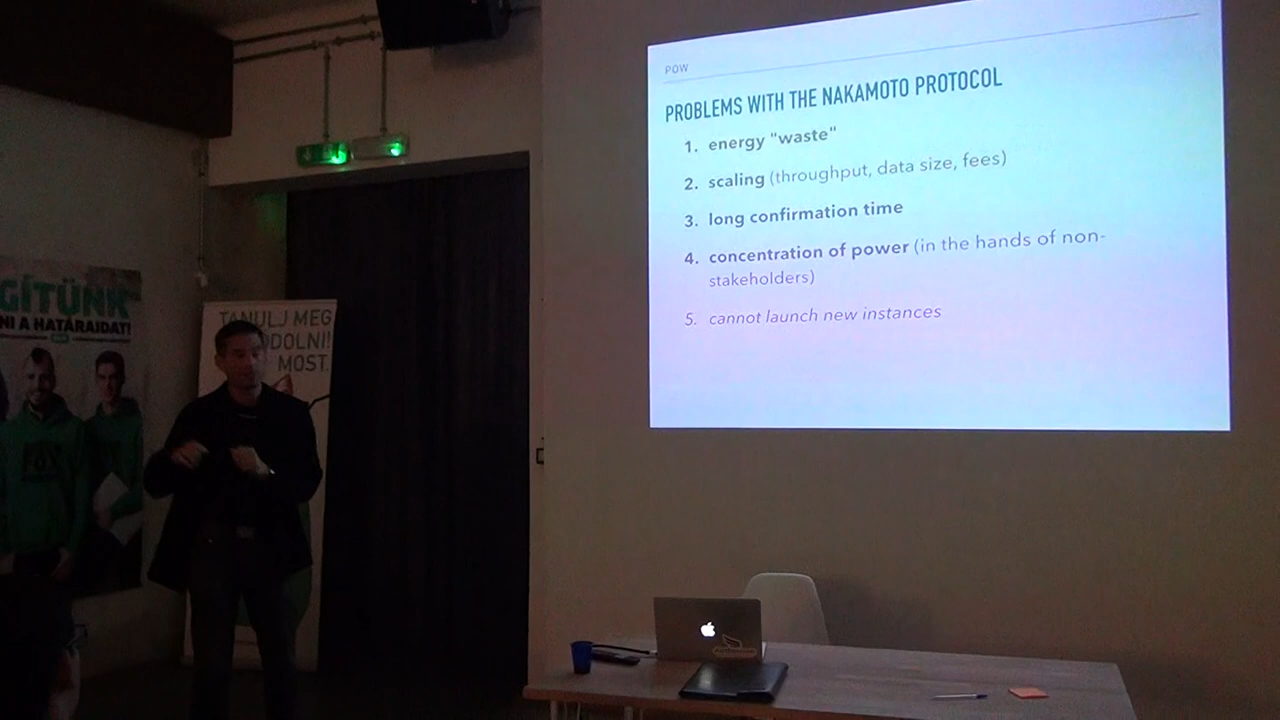 POW
PROBLEMS WITH THE NAKAMOTO PROTOCOL
1. energy "waste"
2. scaling (throughput, data size, fees)
3. long confirmation time
4. concentration of power (in the hands of non-
stakeholders)
5. cannot launch new instances
GÍTÜNK
NI A HATÁRAIDAT!
TANULJ MEG
ODOLNI!
MOST.